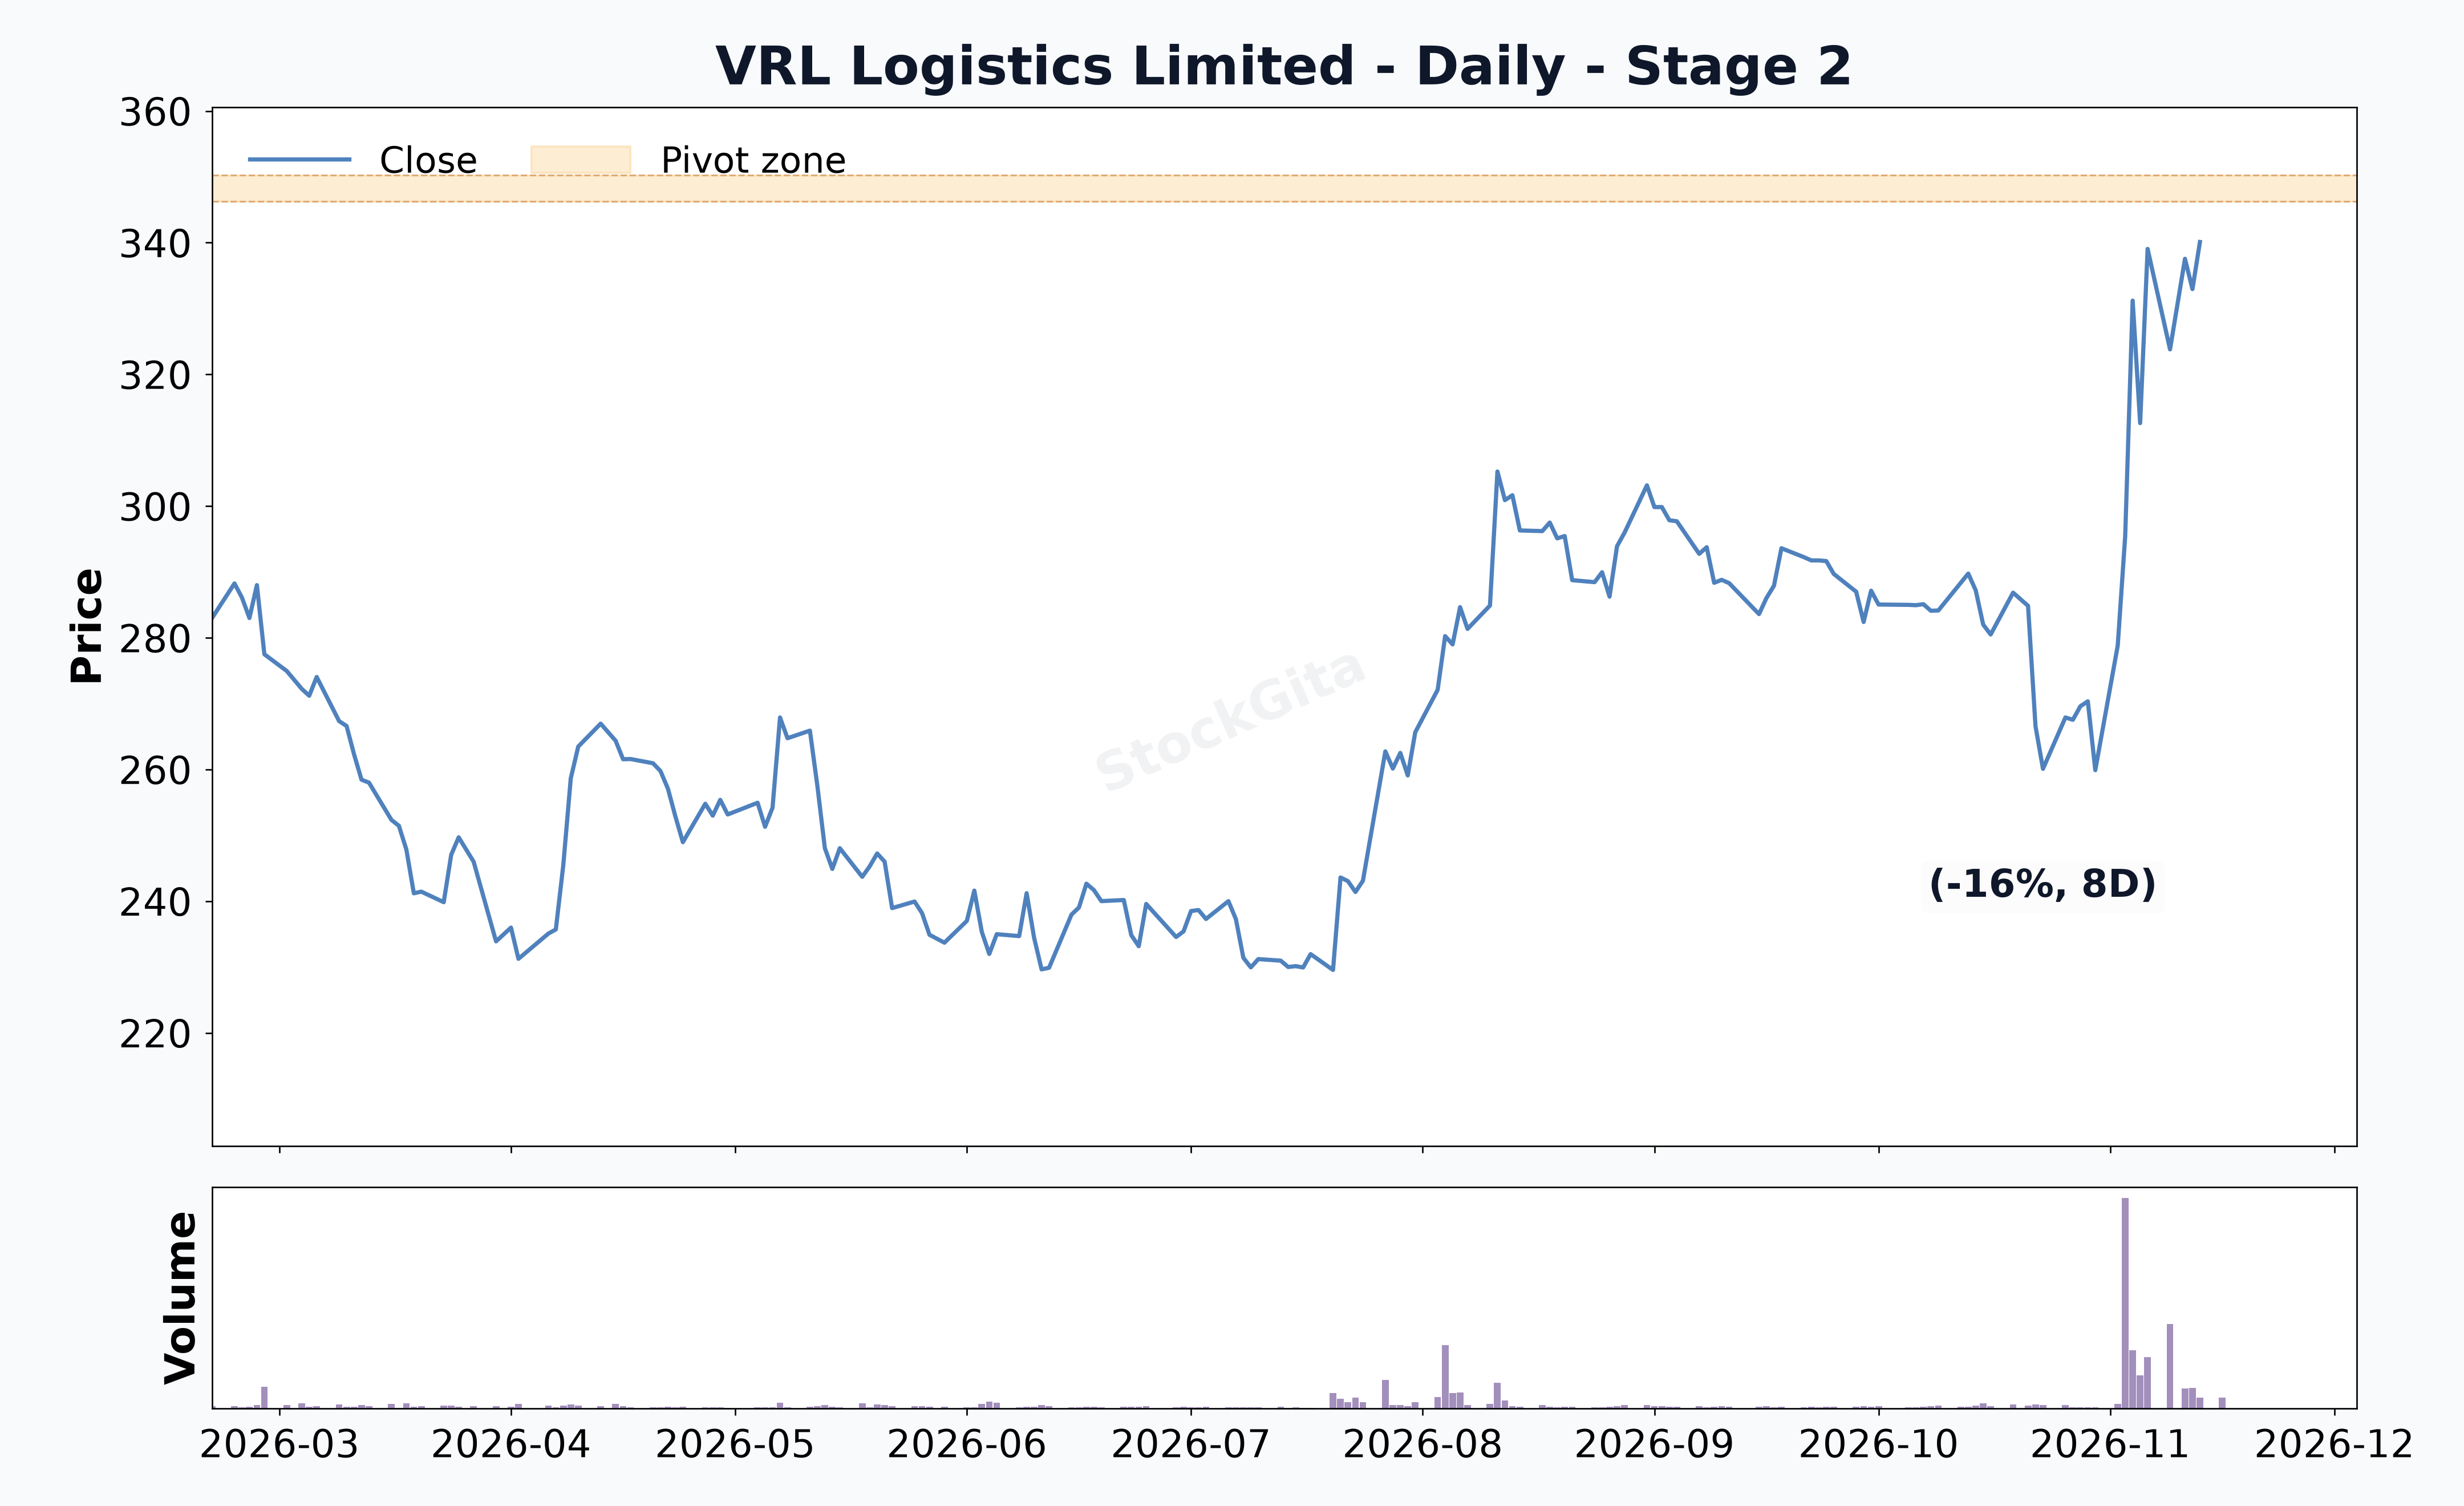 VRL Logistics Limited - Daily - Stage 2
Close
Pivot zone
Price
360
340
320
300
280
260
240
220
StockGita
(-16%, 8D)
Volume
2026-03
2026-04
2026-05
2026-06
2026-07
2026-08
2026-09
2026-10
2026-11
2026-12